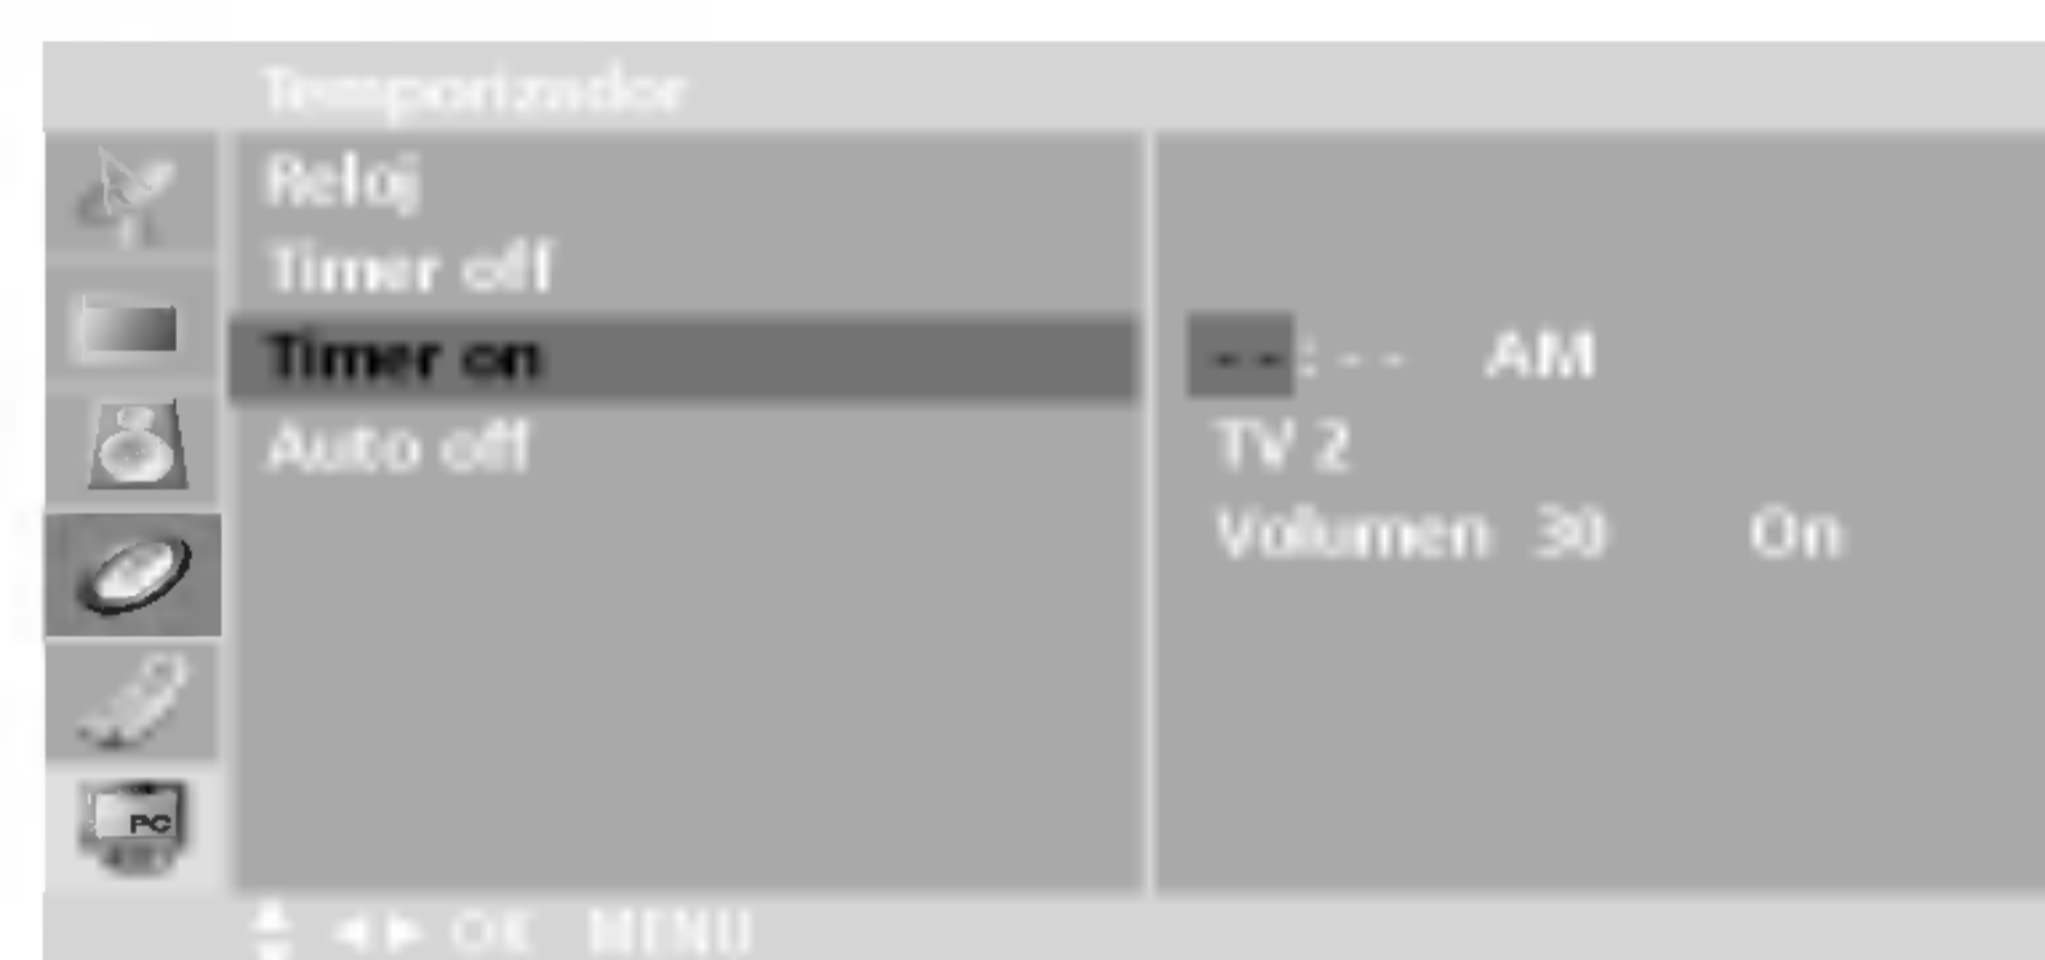 Temporizador
Reloj
Timer off
Timer on --:-- AM
Auto off TV 2
Volumen 30 On
PC
OK MENU